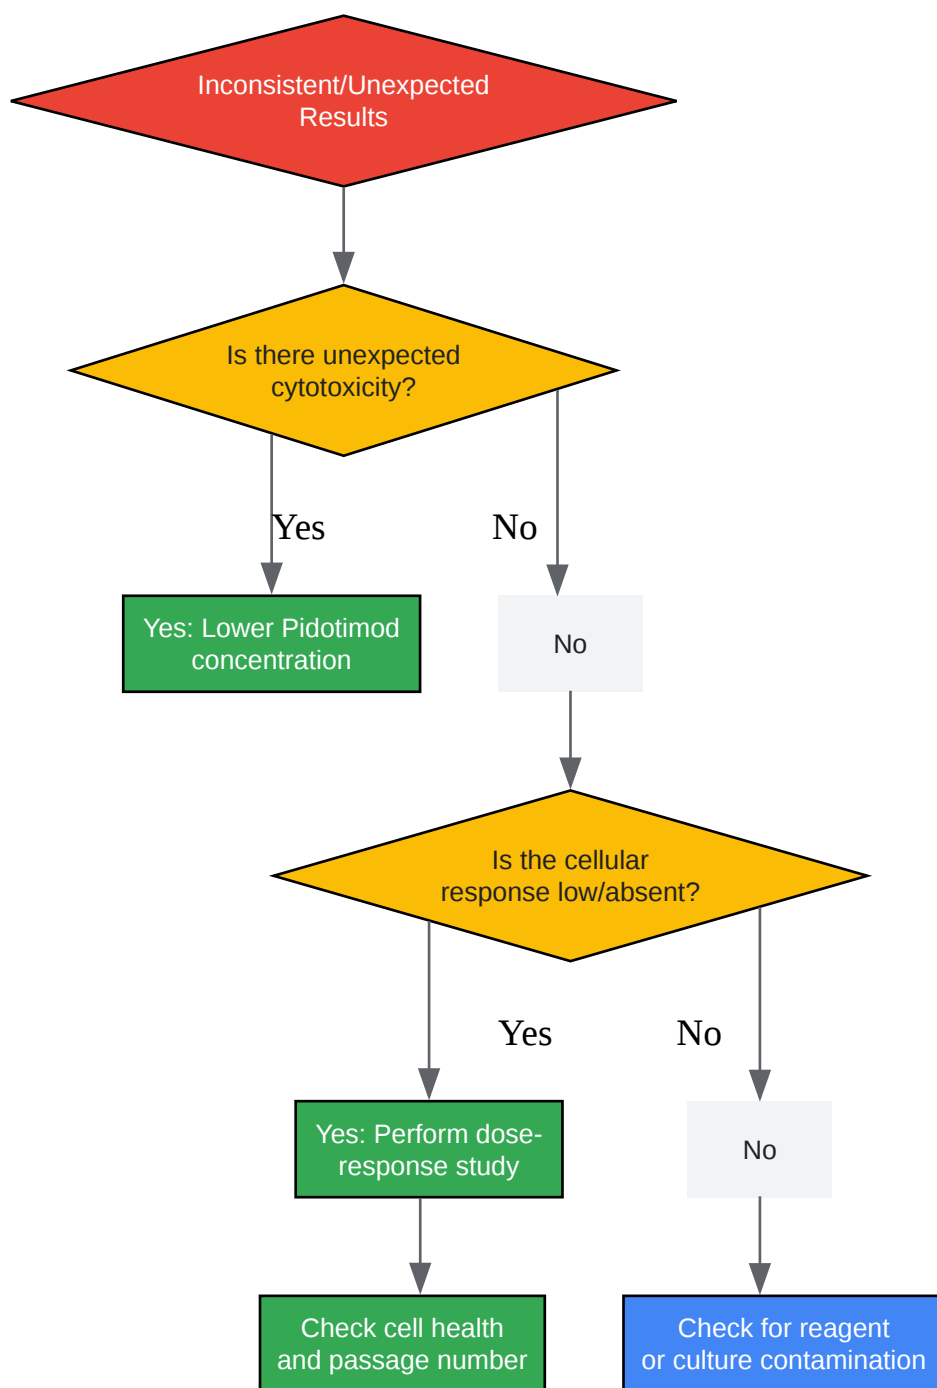 Inconsistent/Unexpected
Results
Is there unexpected
cytotoxicity?
Yes
No
Yes: Lower Pidotimod
concentration
No
Is the cellular
response low/absent?
Yes
No
Yes: Perform dose-
response study
No
Check cell health
and passage number
Check for reagent
or culture contamination